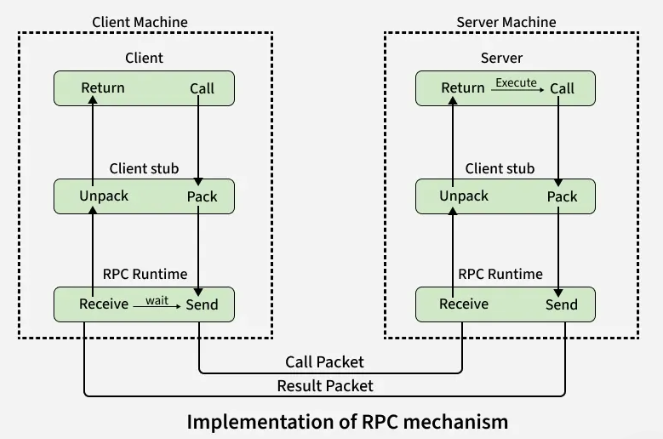 Client Machine
Server Machine
Client
Server
Return Call
Return Execute Call
Client stub
Client stub
Unpack Pack
Unpack Pack
RPC Runtime
RPC Runtime
Receive wait Send
Receive Send
Call Packet
Result Packet
Implementation of RPC mechanism